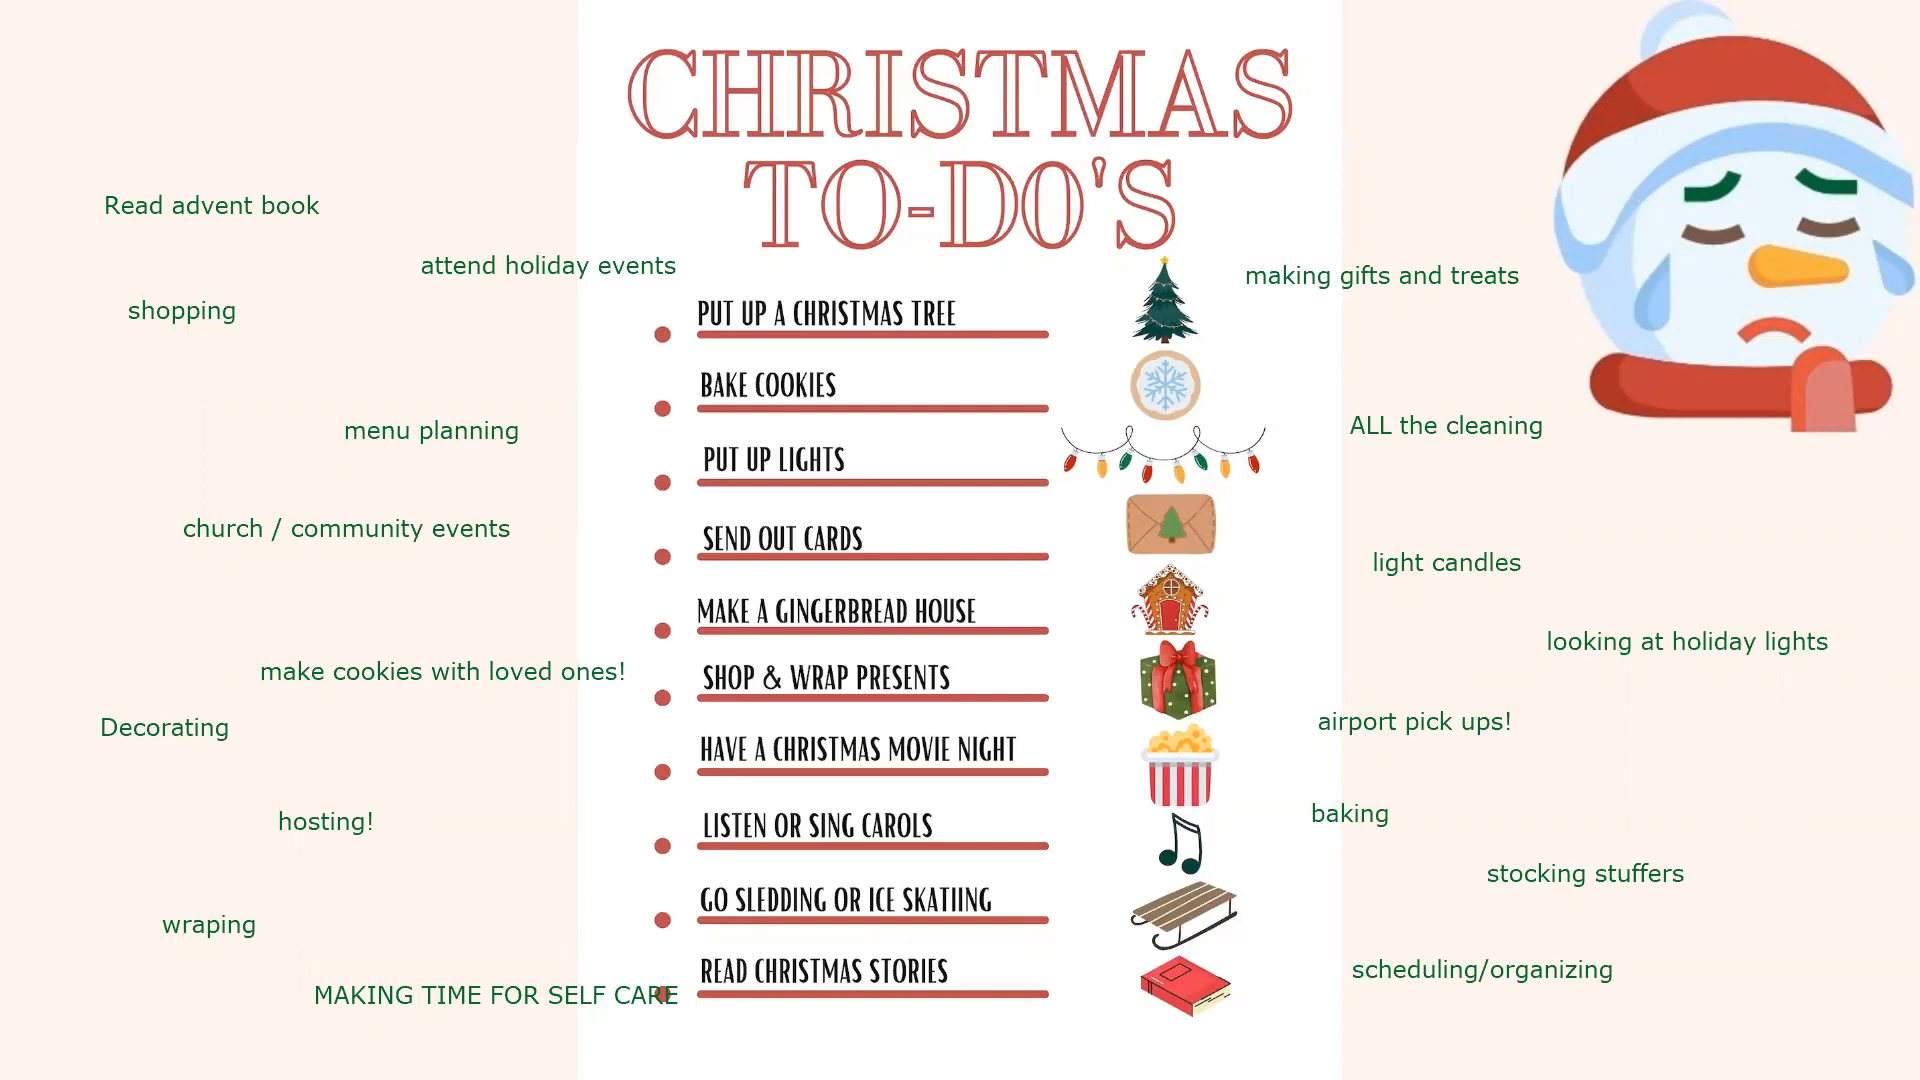 CHRISTMAS
TO-DO'S
Read advent book
attend holiday events
shopping
menu planning
church / community events
make cookies with loved ones!
Decorating
hosting!
wraping
MAKING TIME FOR SELF CARE
PUT UP A CHRISTMAS TREE
BAKE COOKIES
PUT UP LIGHTS
SEND OUT CARDS
MAKE A GINGERBREAD HOUSE
SHOP & WRAP PRESENTS
HAVE A CHRISTMAS MOVIE NIGHT
LISTEN OR SING CAROLS
GO SLEDDING OR ICE SKATIING
READ CHRISTMAS STORIES
making gifts and treats
ALL the cleaning
light candles
looking at holiday lights
airport pick ups!
baking
stocking stuffers
scheduling/organizing